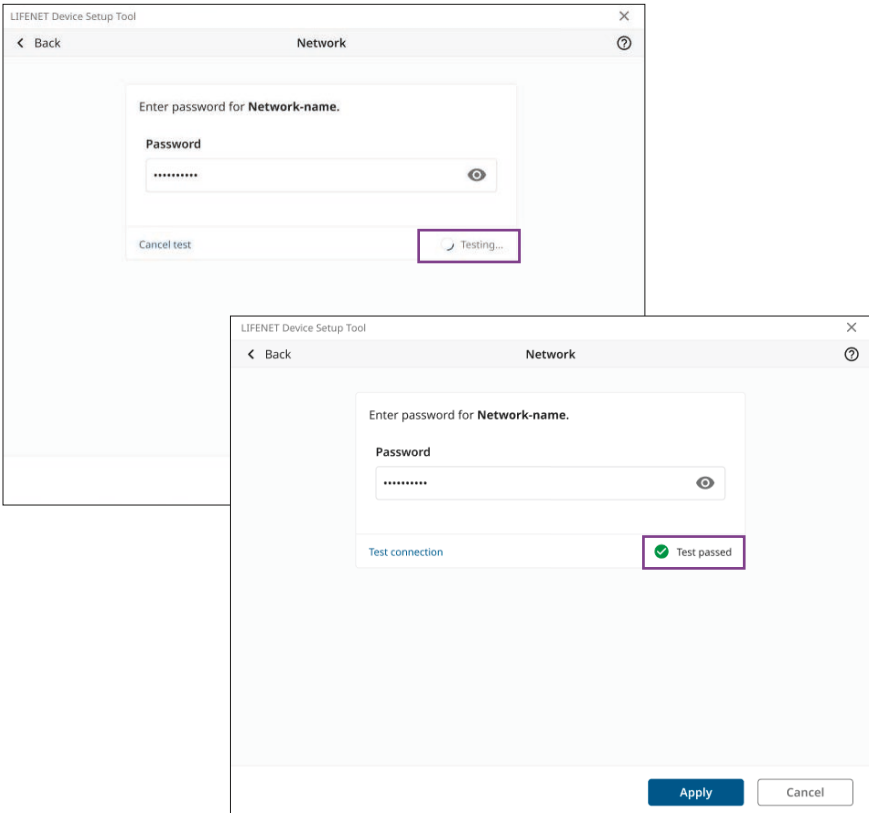 LIFENET Device Setup Tool
Back
Network
Enter password for Network-name.
Password
••••••••••
Cancel test
Testing...
LIFENET Device Setup Tool
Back
Network
Enter password for Network-name.
Password
••••••••••
Test connection
Test passed
Apply
Cancel